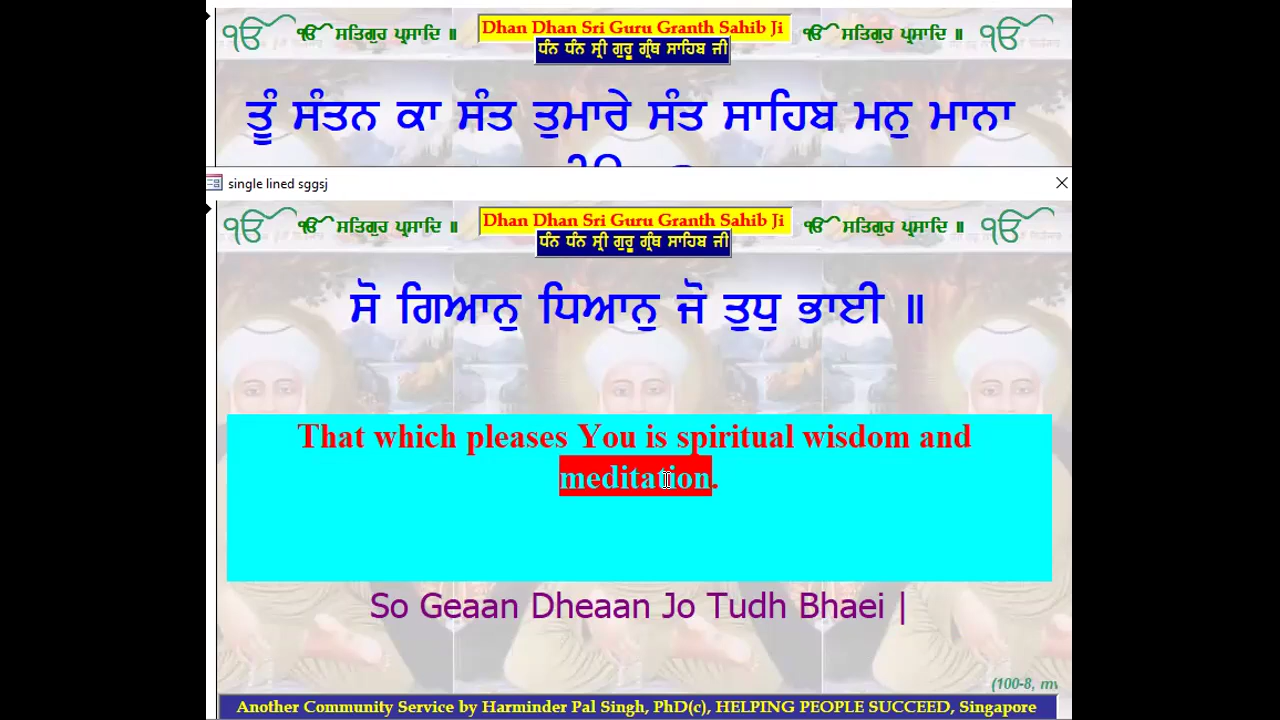 ੴ ੴ ਸਤਿਗੁਰ ਪ੍ਰਸਾਦਿ ॥ Dhan Dhan Sri Guru Granth Sahib Ji ੴ ਸਤਿਗੁਰ ਪ੍ਰਸਾਦਿ ॥ ੴ
ਧੰਨ ਧੰਨ ਸ੍ਰੀ ਗੁਰੂ ਗ੍ਰੰਥ ਸਾਹਿਬ ਜੀ
ਤੂੰ ਸੰਤਨ ਕਾ ਸੰਤ ਤੁਮਾਰੇ ਸੰਤ ਸਾਹਿਬ ਮਨੁ ਮਾਨਾ
single lined sggsj
ੴ ੴ ਸਤਿਗੁਰ ਪ੍ਰਸਾਦਿ ॥ Dhan Dhan Sri Guru Granth Sahib Ji ੴ ਸਤਿਗੁਰ ਪ੍ਰਸਾਦਿ ॥ ੴ
ਧੰਨ ਧੰਨ ਸ੍ਰੀ ਗੁਰੂ ਗ੍ਰੰਥ ਸਾਹਿਬ ਜੀ
ਸੋ ਗਿਆਨੁ ਧਿਆਨੁ ਜੋ ਤੁਧੁ ਭਾਈ ॥
That which pleases You is spiritual wisdom and
meditation.
So Geaan Dheaan Jo Tudh Bhaei |
(100-8,
Another Community Service by Harminder Pal Singh, PhD(c), HELPING PEOPLE SUCCEED, Singapore